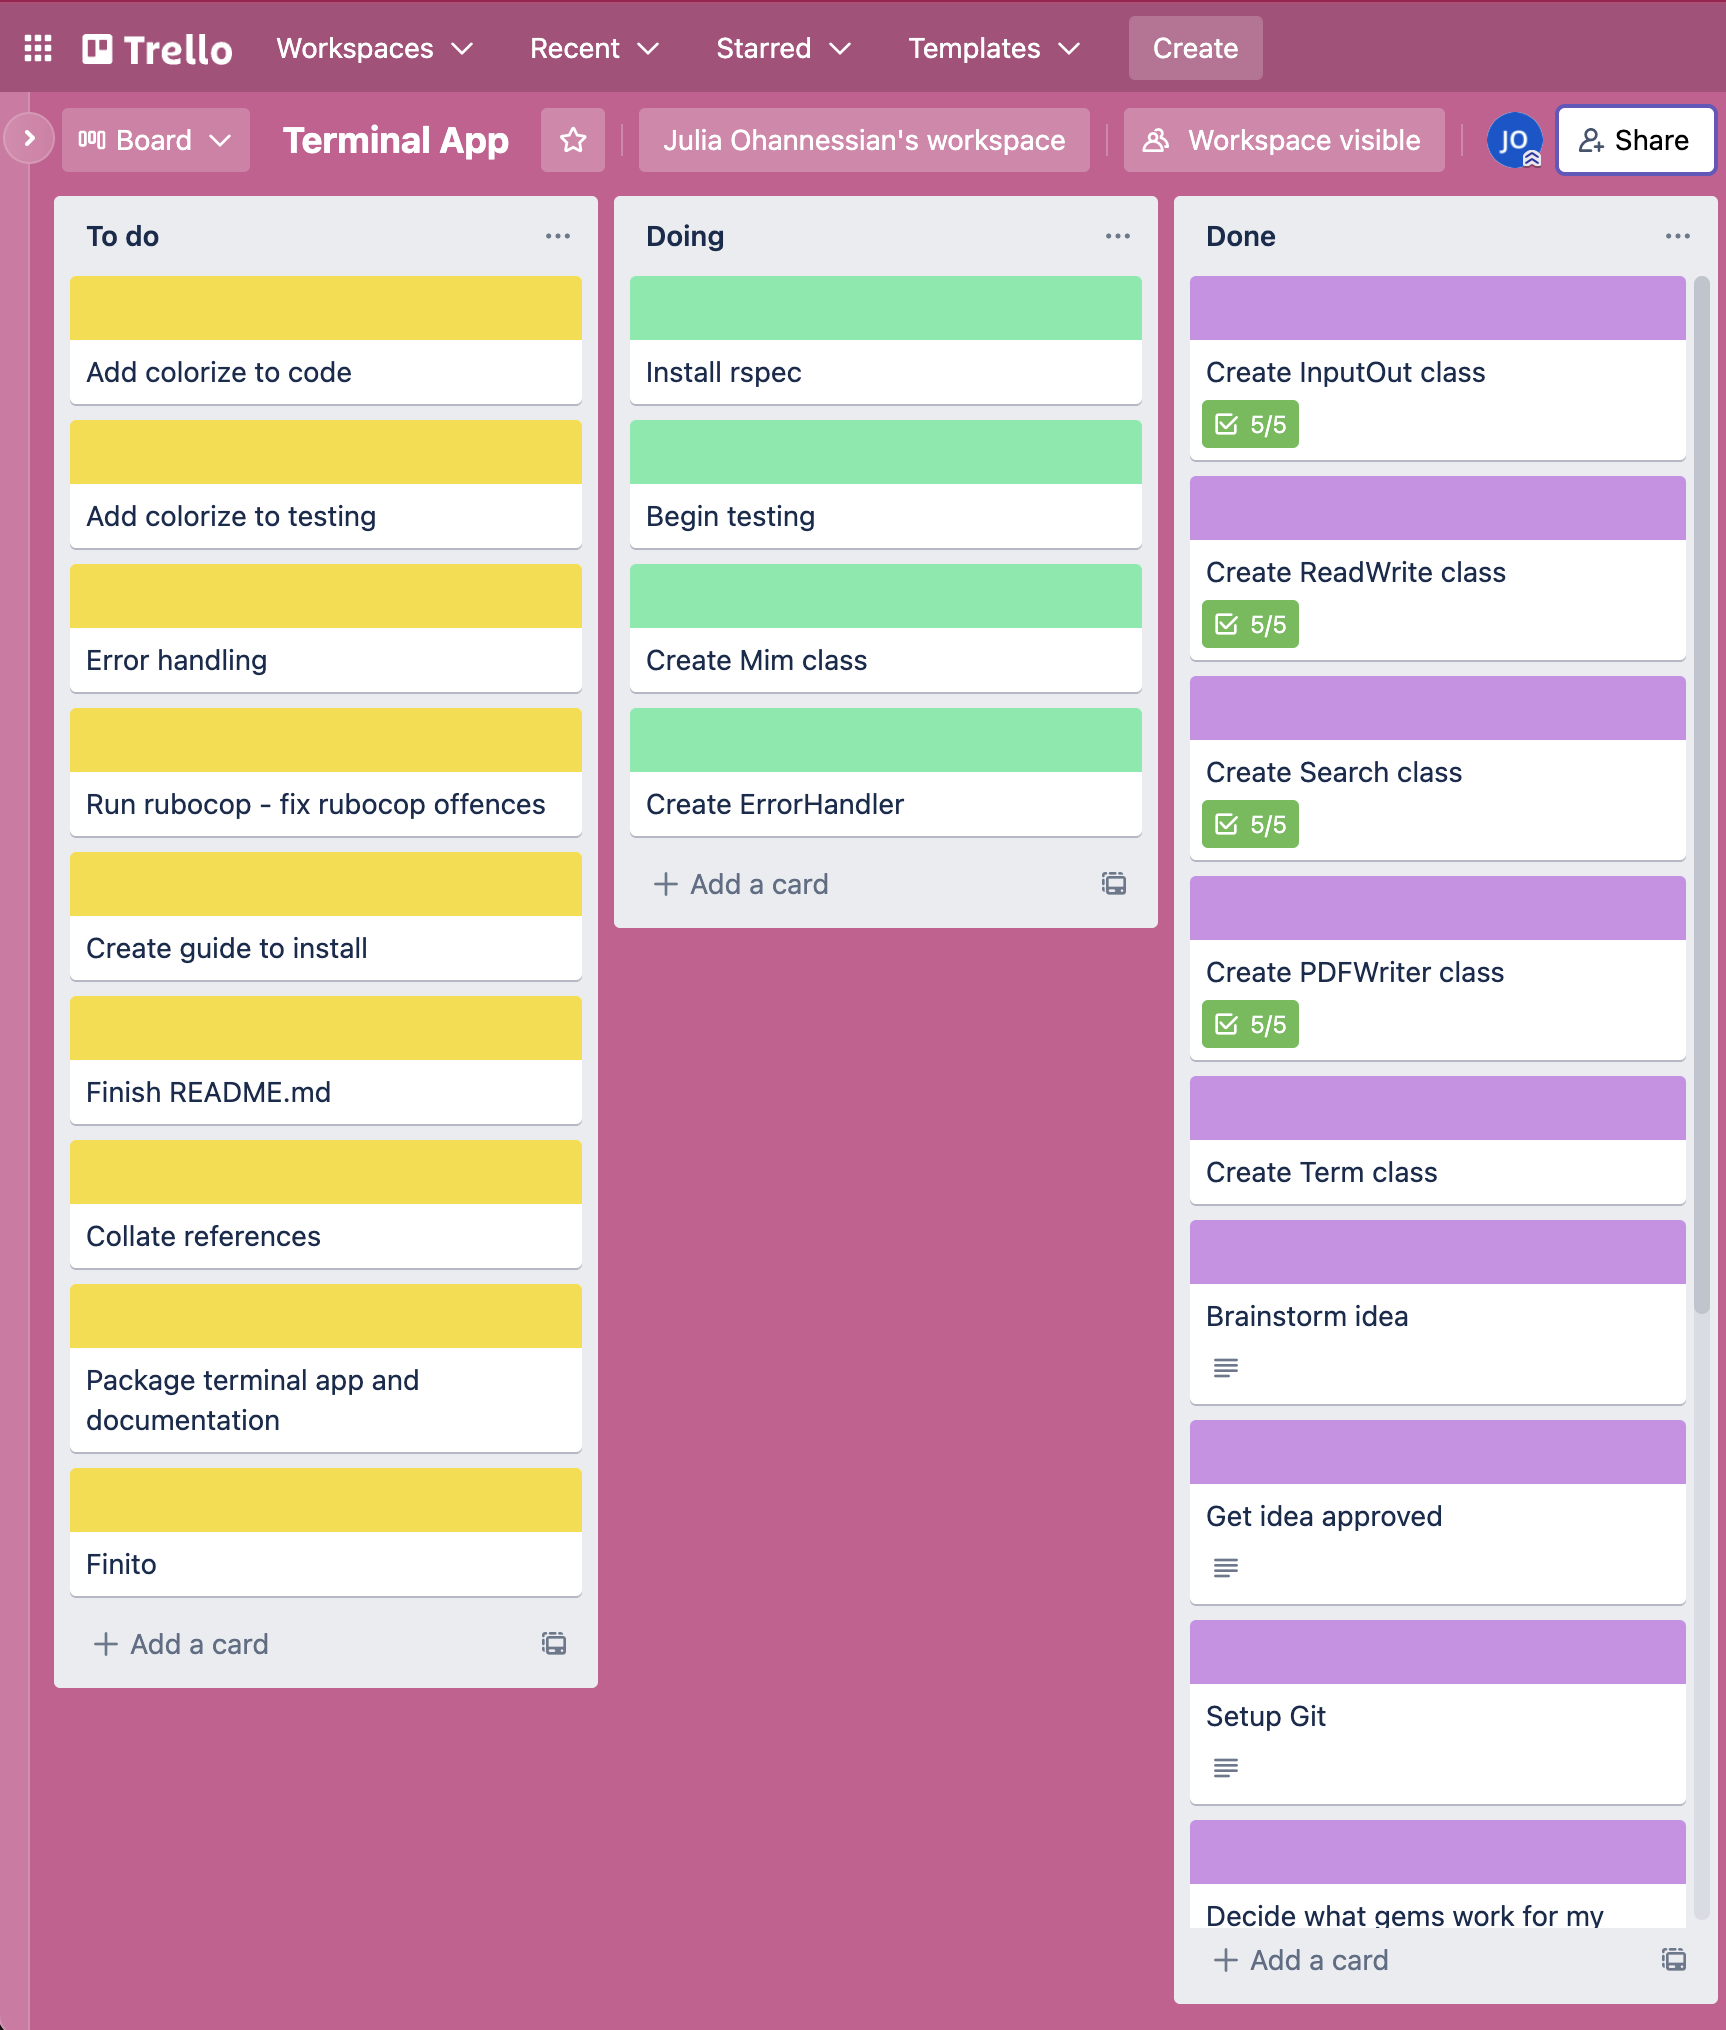 Trello
Workspaces
Recent
Starred
Templates
Create
Board
Terminal App
Julia Ohannessian's workspace
Workspace visible
JO
Share
To do
Add colorize to code
Add colorize to testing
Error handling
Run rubocop - fix rubocop offences
Create guide to install
Finish README.md
Collate references
Package terminal app and
documentation
Finito
Add a card
Doing
Install rspec
Begin testing
Create Mim class
Create ErrorHandler
Add a card
Done
Create InputOut class
5/5
Create ReadWrite class
5/5
Create Search class
5/5
Create PDFWriter class
5/5
Create Term class
Brainstorm idea
Get idea approved
Setup Git
Decide what gems work for my
Add a card